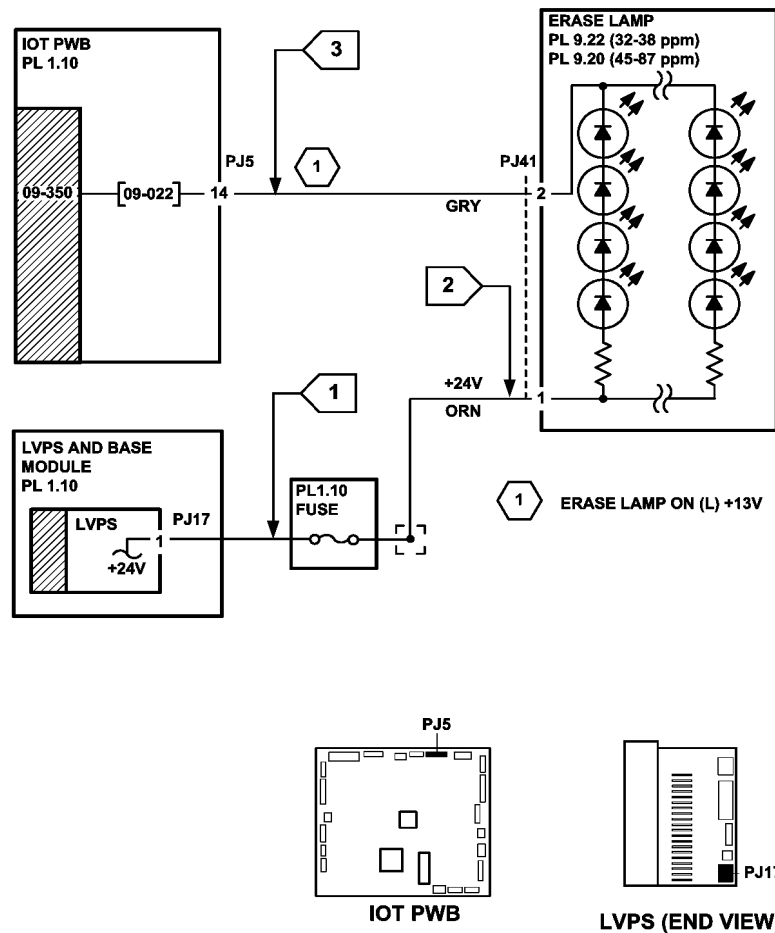 IOT PWB
PL 1.10
3
ERASE LAMP
PL 9.22 (32-38 ppm)
PL 9.20 (45-87 ppm)
PJ5
1
PJ41
09-350
[09-022]
14
2
GRY
2
+24V
1
ORN
1
LVPS AND BASE
MODULE
PL 1.10
PL1.10
FUSE
LVPS
1
PJ17
+24V
1
ERASE LAMP ON (L) +13V
PJ5
PJ17
IOT PWB
LVPS (END VIEW